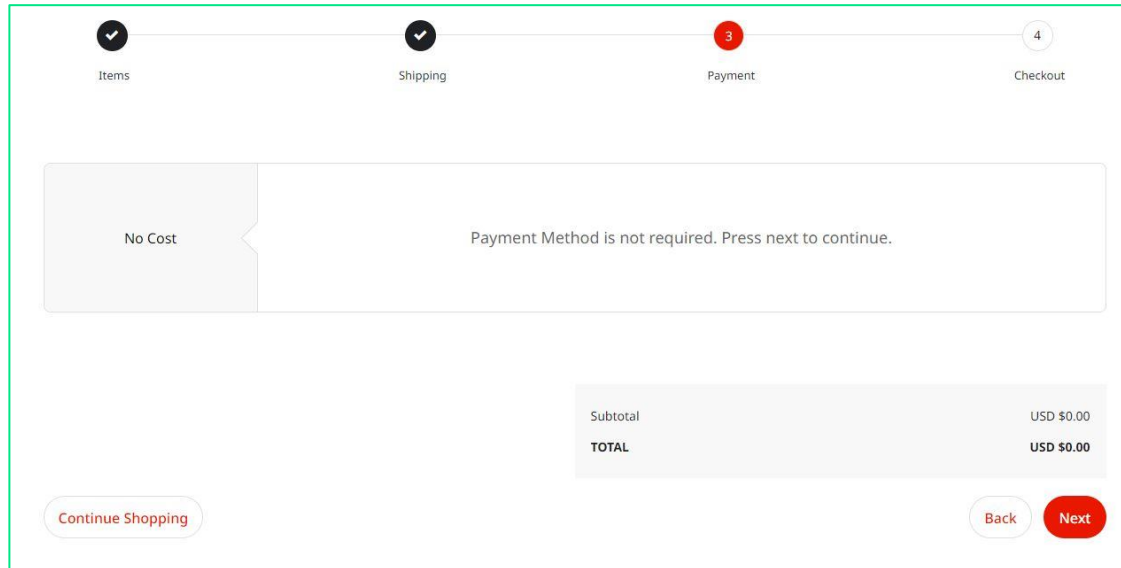 3
4
Items
Shipping
Payment
Checkout
No Cost
Payment Method is not required. Press next to continue.
Subtotal
USD $0.00
TOTAL
USD $0.00
Continue Shopping
Back
Next